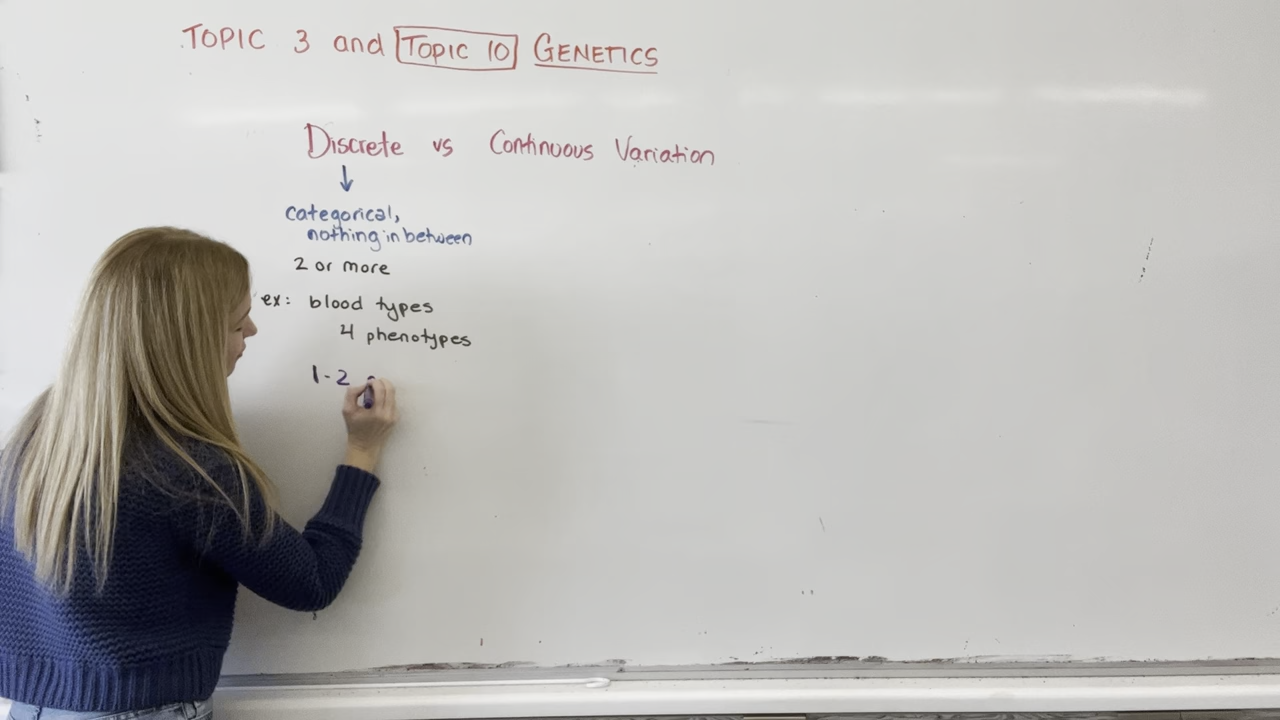 TOPIC 3 and TOPIC 10 GENETICS
Discrete vs Continuous Variation
categorical,
nothing in between
2 or more
ex: blood types
4 phenotypes
1-2